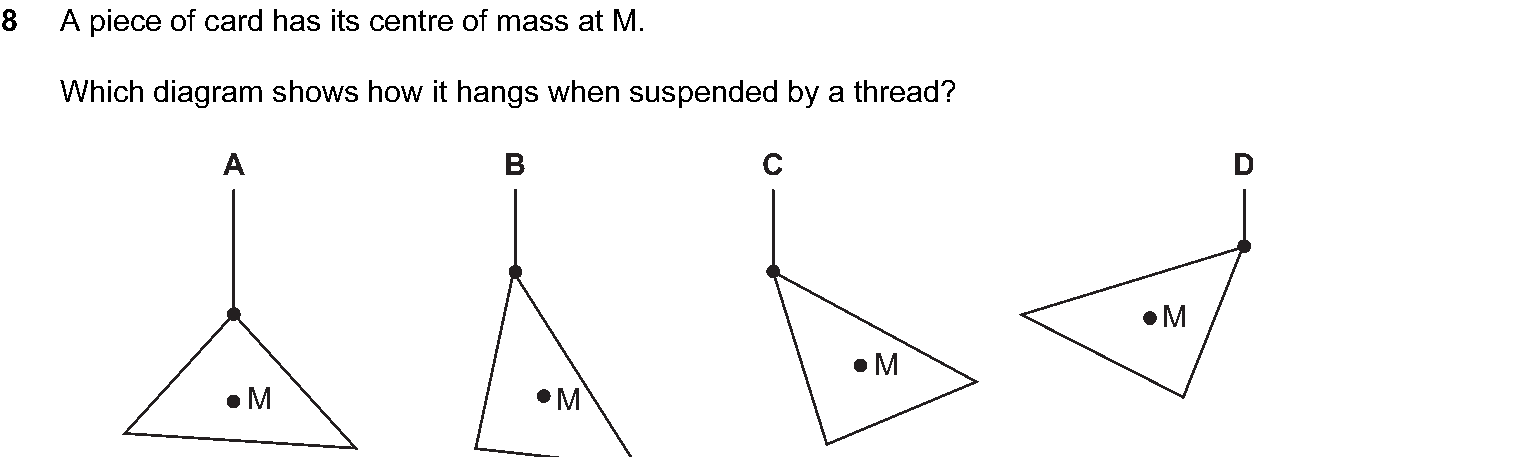 8 A piece of card has its centre of mass at M.
Which diagram shows how it hangs when suspended by a thread?
A B C D
M M M M